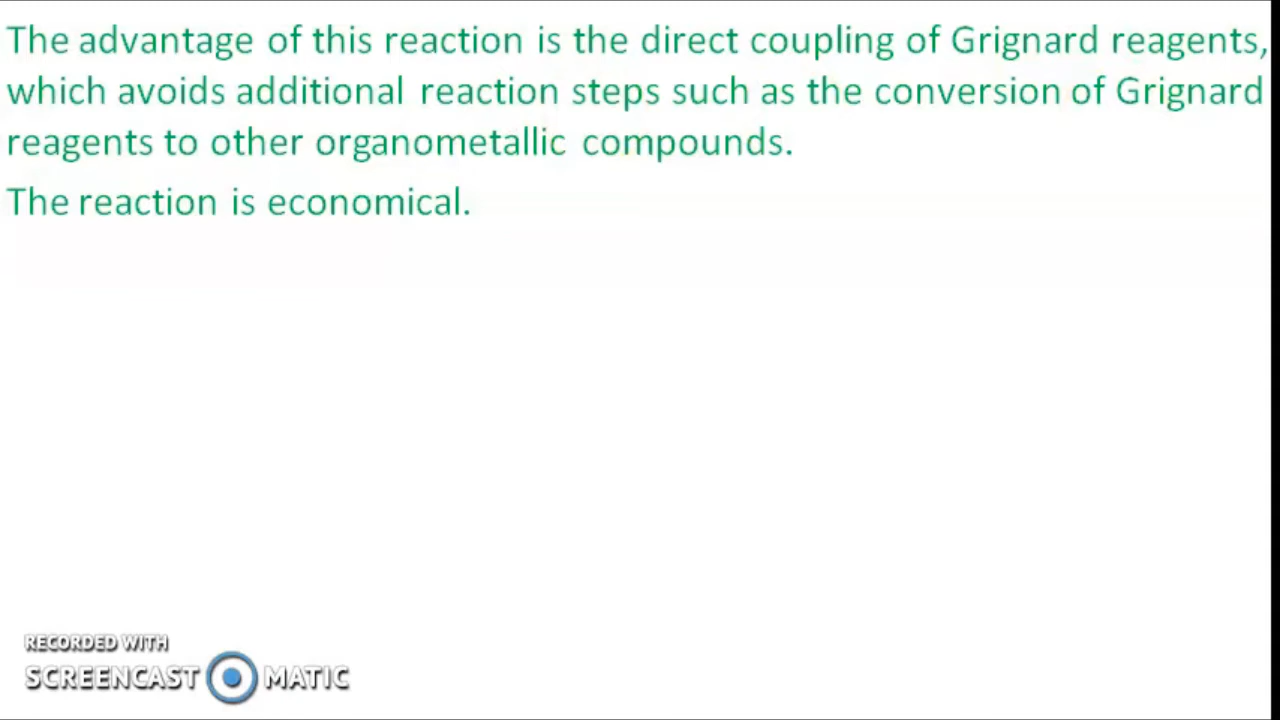 The advantage of this reaction is the direct coupling of Grignard reagents,
which avoids additional reaction steps such as the conversion of Grignard
reagents to other organometallic compounds.
The reaction is economical.
RECORDED WITH
SCREENCAST MATIC